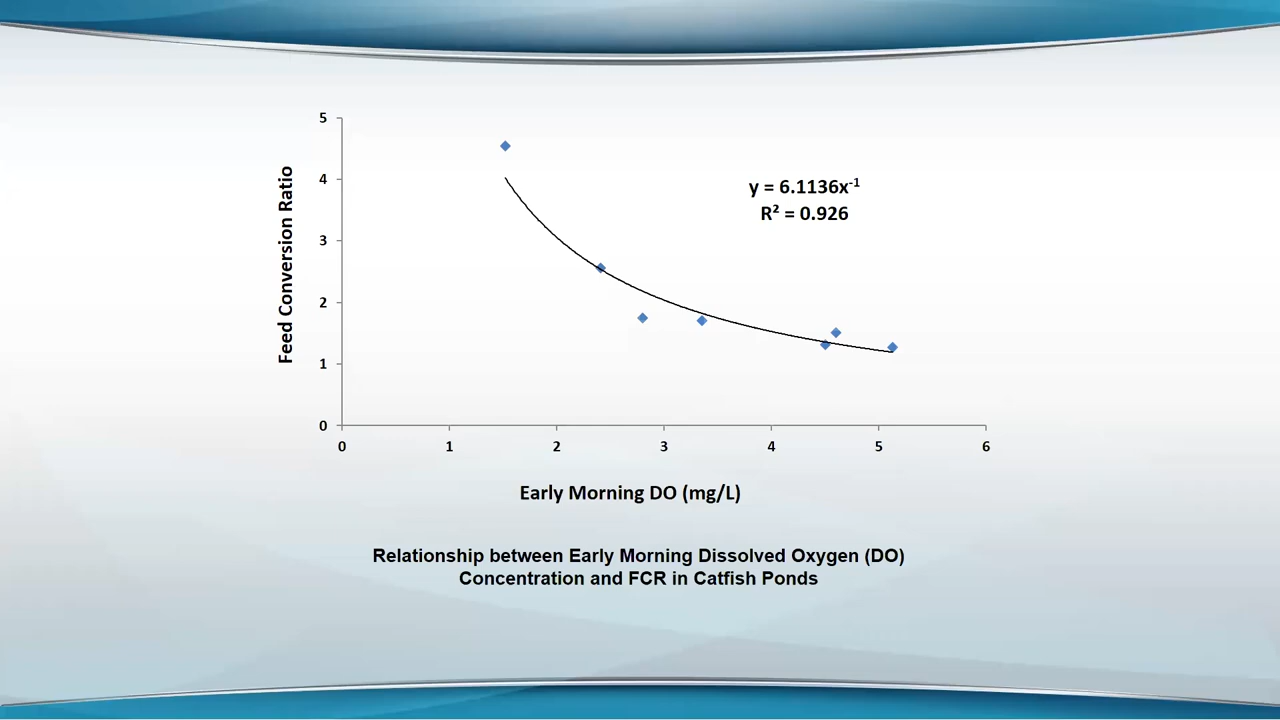 5
4
3
2
1
0
Feed Conversion Ratio
y = 6.1136x⁻¹
R² = 0.926
0 1 2 3 4 5 6
Early Morning DO (mg/L)
Relationship between Early Morning Dissolved Oxygen (DO)
Concentration and FCR in Catfish Ponds